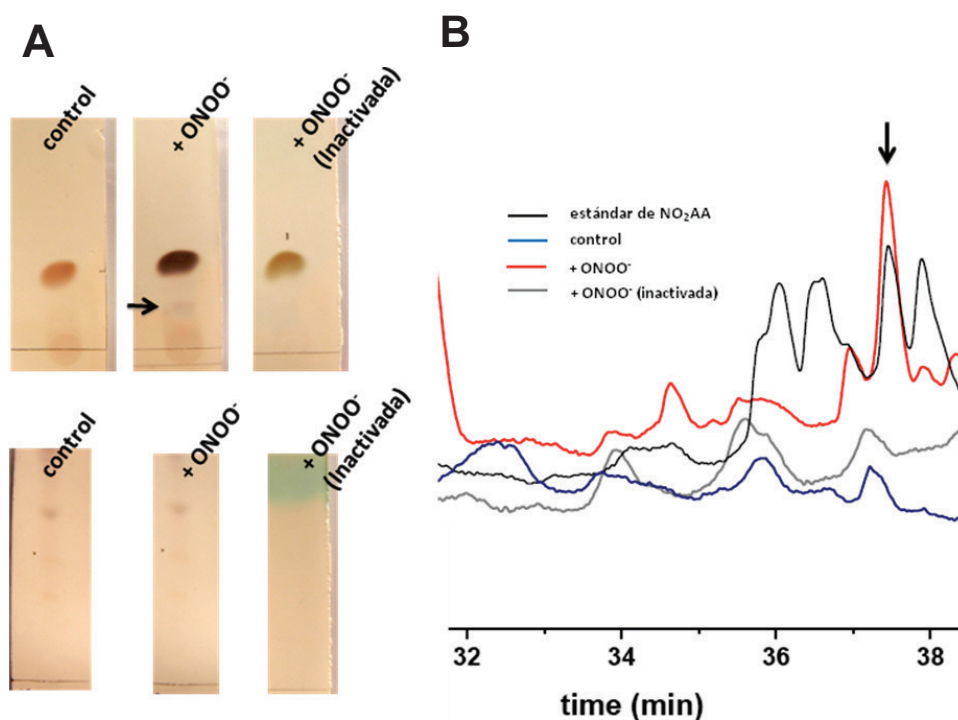 A
control
+ ONOO⁻
+ ONOO⁻
(Inactivada)
control
+ ONOO⁻
+ ONOO⁻
(Inactivada)
B
estándar de NO₂AA
control
+ ONOO⁻
+ ONOO⁻ (inactivada)
32 34 36 38
time (min)